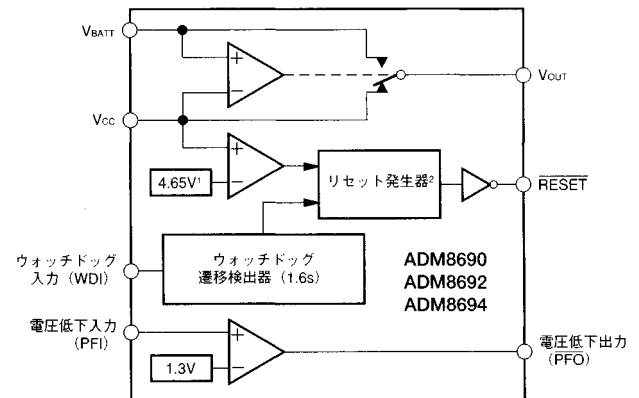 VBATT
VOUT
VCC
4.65V¹
リセット発生器²
RESET
ウォッチドッグ
入力（WDI）
ウォッチドッグ
遷移検出器（1.6s）
ADM8690
ADM8692
ADM8694
電圧低下入力
（PFI）
1.3V
電圧低下出力
（PFO）